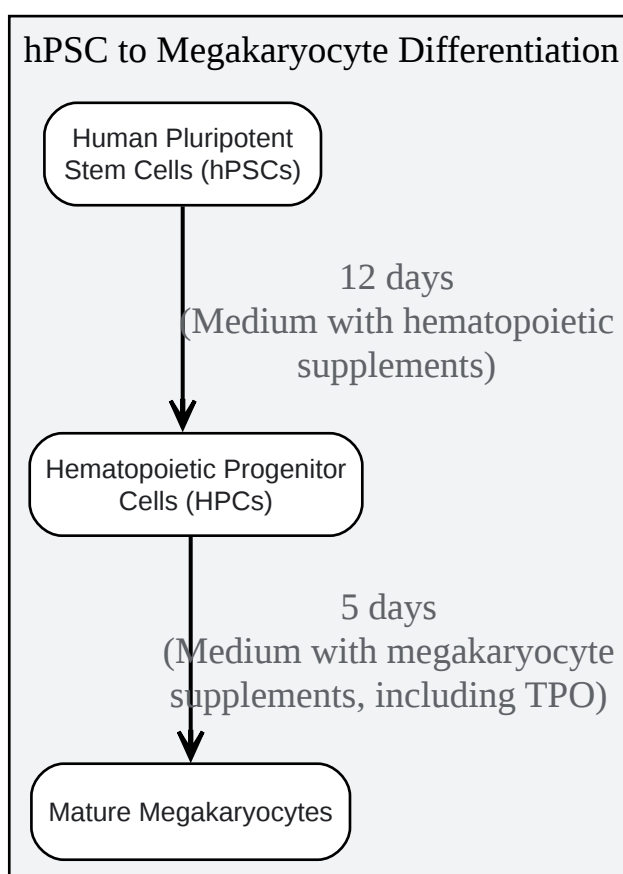 hPSC to Megakaryocyte Differentiation
Human Pluripotent
Stem Cells (hPSCs)
12 days
(Medium with hematopoietic
supplements)
Hematopoietic Progenitor
Cells (HPCs)
5 days
(Medium with megakaryocyte
supplements, including TPO)
Mature Megakaryocytes